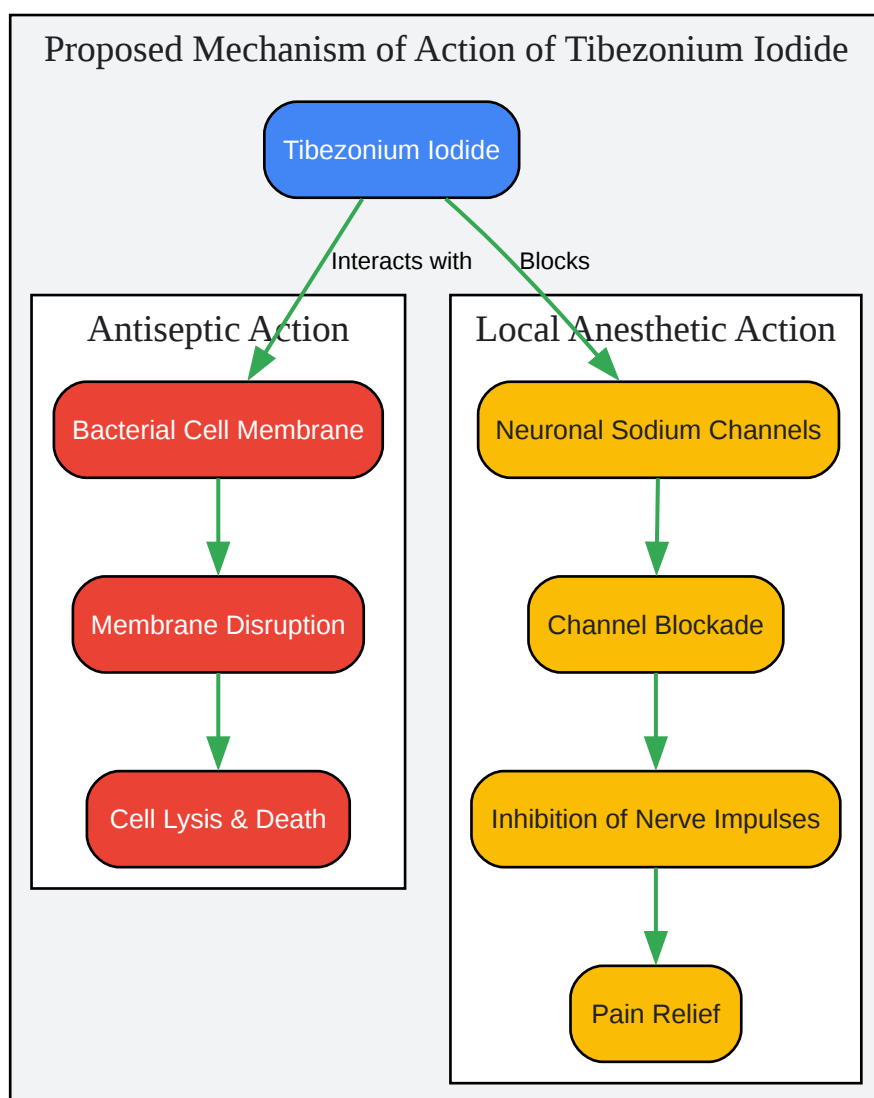 Proposed Mechanism of Action of Tibezonium Iodide
Tibezonium Iodide
Interacts with
Blocks
Antiseptic Action
Bacterial Cell Membrane
Membrane Disruption
Cell Lysis & Death
Local Anesthetic Action
Neuronal Sodium Channels
Channel Blockade
Inhibition of Nerve Impulses
Pain Relief